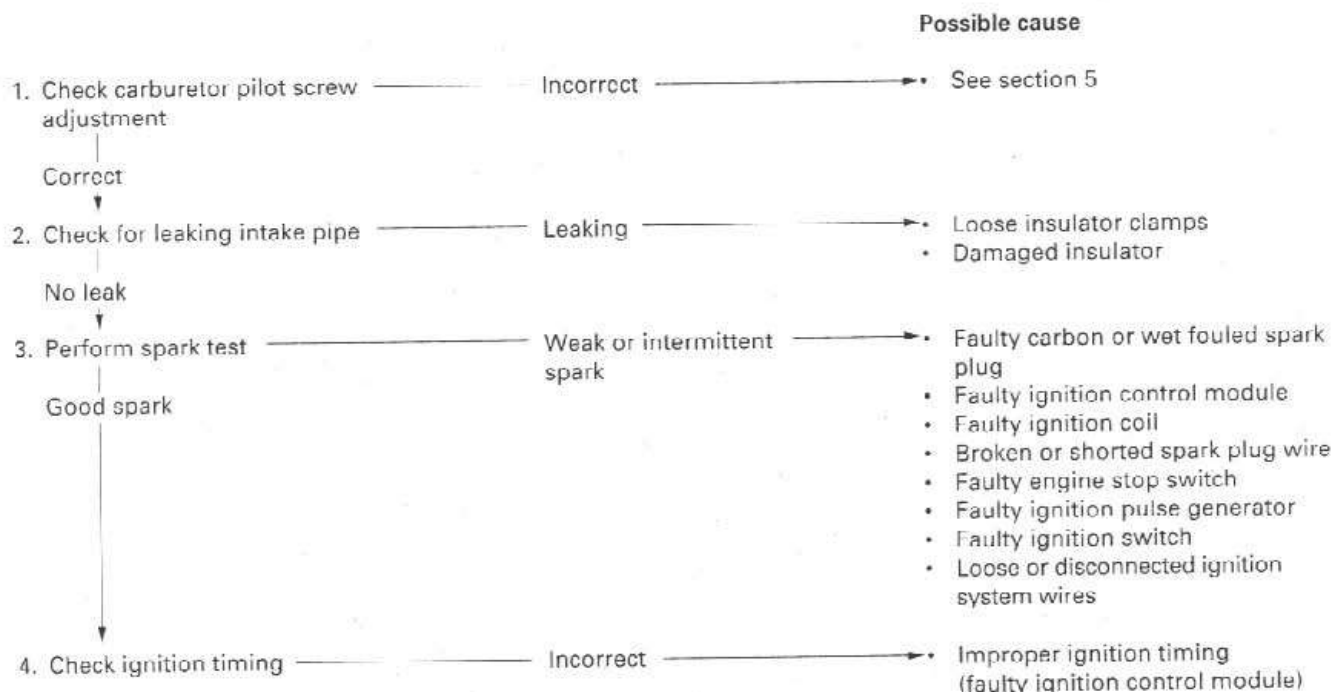 Possible cause
1. Check carburetor pilot screw adjustment
Incorrect
• See section 5
Correct
2. Check for leaking intake pipe
Leaking
• Loose insulator clamps
• Damaged insulator
No leak
3. Perform spark test
Weak or intermittent
spark
• Faulty carbon or wet fouled spark
plug
• Faulty ignition control module
• Faulty ignition coil
• Broken or shorted spark plug wire
• Faulty engine stop switch
• Faulty ignition pulse generator
• Faulty ignition switch
• Loose or disconnected ignition
system wires
Good spark
4. Check ignition timing
Incorrect
• Improper ignition timing
(faulty ignition control module)